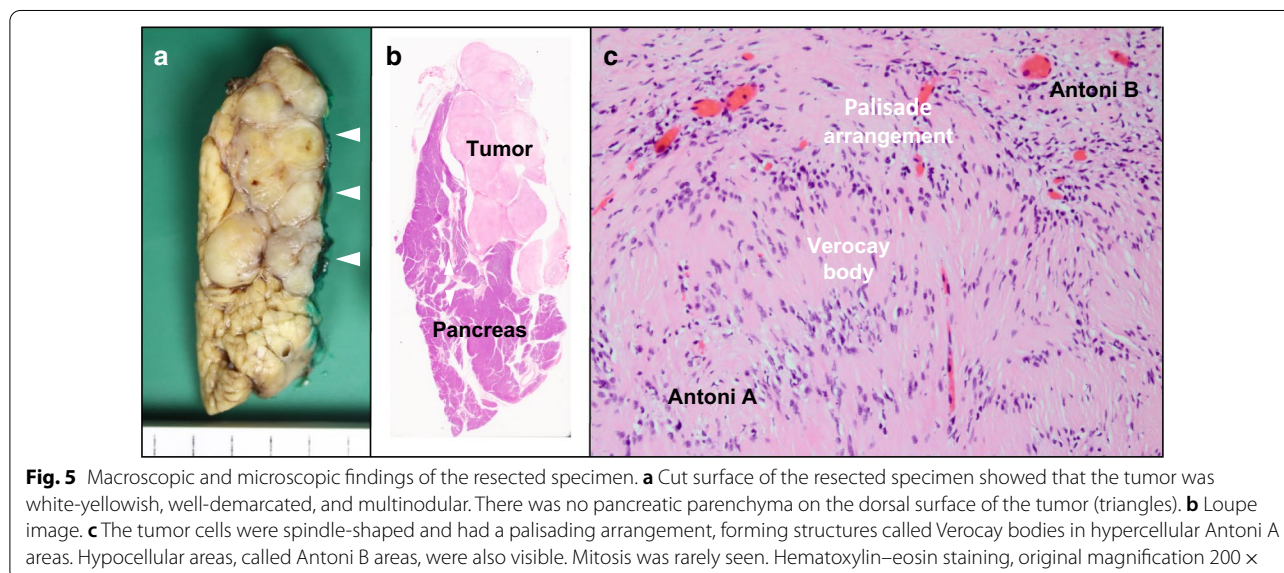 a
b
c
Tumor
Pancreas
Palisade
arrangement
Antoni B
Verocay
body
Antoni A
Fig. 5 Macroscopic and microscopic findings of the resected specimen. a Cut surface of the resected specimen showed that the tumor was
white-yellowish, well-demarcated, and multinodular. There was no pancreatic parenchyma on the dorsal surface of the tumor (triangles). b Loupe
image. c The tumor cells were spindle-shaped and had a palisading arrangement, forming structures called Verocay bodies in hypercellular Antoni A
areas. Hypocellular areas, called Antoni B areas, were also visible. Mitosis was rarely seen. Hematoxylin–eosin staining, original magnification 200 ×